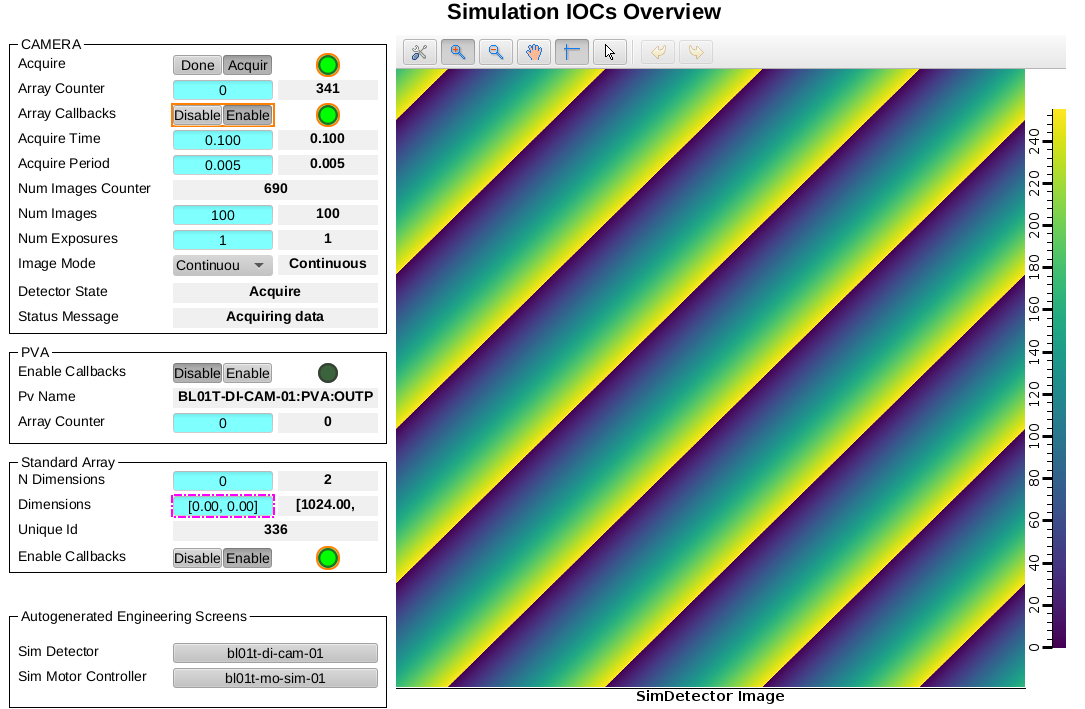 Simulation IOCs Overview
CAMERA
Acquire Done Acquir
Array Counter 0 341
Array Callbacks Disable Enable
Acquire Time 0.100 0.100
Acquire Period 0.005 0.005
Num Images Counter 690
Num Images 100 100
Num Exposures 1 1
Image Mode Continuou Continuous
Detector State Acquire
Status Message Acquiring data
PVA
Enable Callbacks Disable Enable
Pv Name BL01T-DI-CAM-01:PVA:OUTP
Array Counter 0 0
Standard Array
N Dimensions 0 2
Dimensions [0.00, 0.00] [1024.00,
Unique Id 336
Enable Callbacks Disable Enable
Autogenerated Engineering Screens
Sim Detector bl01t-di-cam-01
Sim Motor Controller bl01t-mo-sim-01
240
220
200
180
160
140
120
100
80
60
40
20
0
SimDetector Image